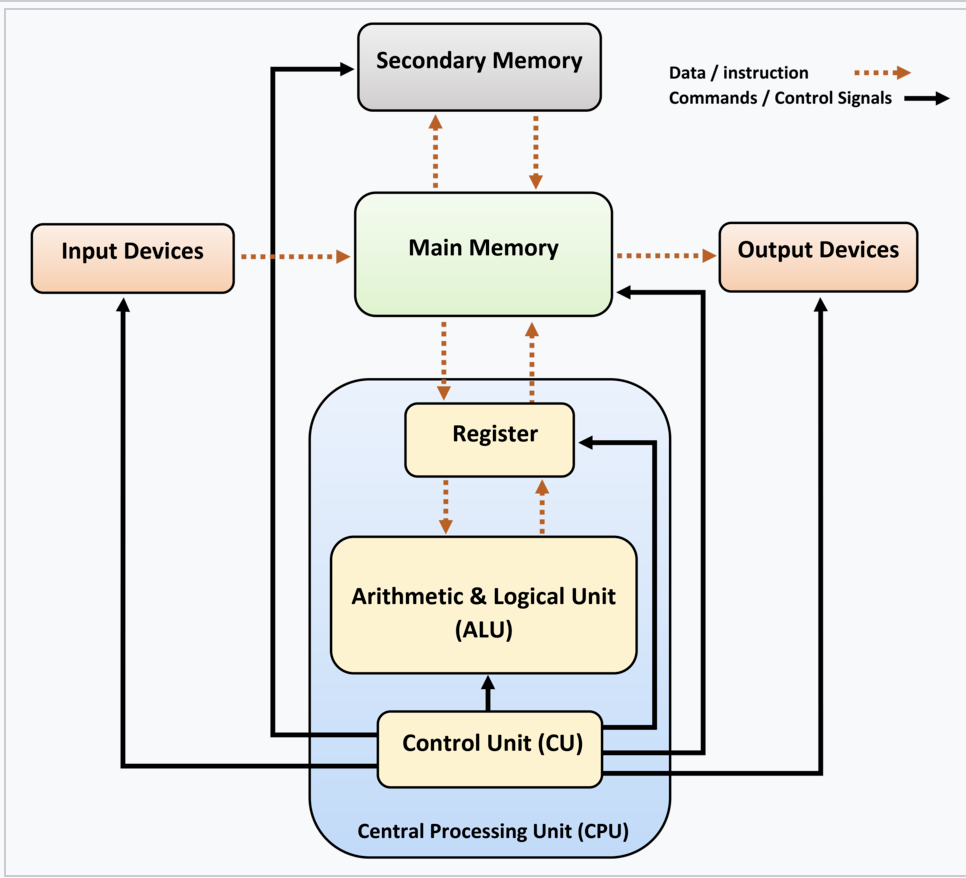 Secondary Memory
Data / instruction
Commands / Control Signals
Input Devices
Main Memory
Output Devices
Register
Arithmetic & Logical Unit
(ALU)
Control Unit (CU)
Central Processing Unit (CPU)